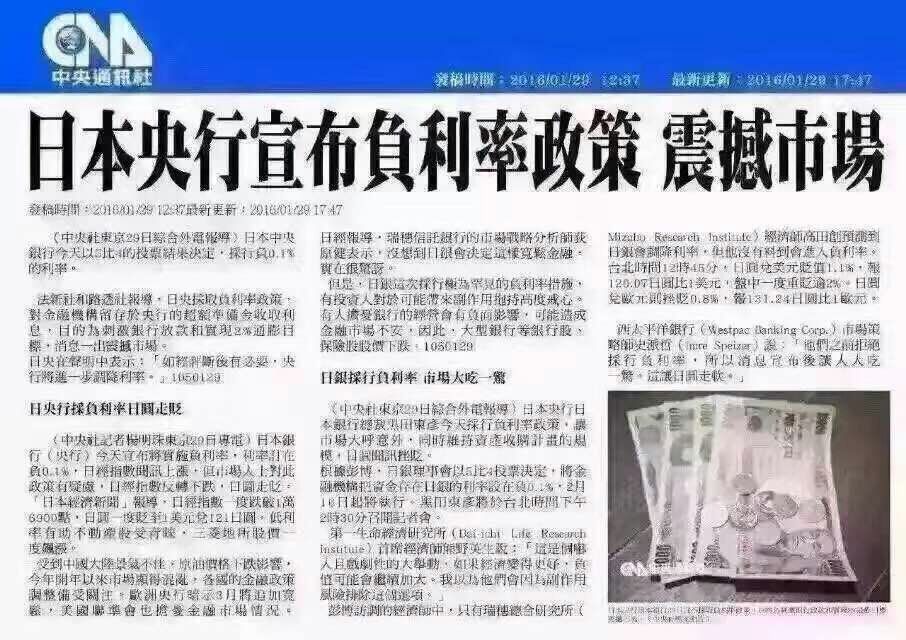 CNA
中央通訊社
發稿時間：2016/01/29 12:37 最新更新：2016/01/29 17:47
日本央行宣布負利率政策 震撼市場
發稿時間：2016/01/29 12:37最新更新：2016/01/29 17:47
（中央社東京29日綜合外電報導）日本中央
銀行今天以5比4的投票結果決定，採行負0.1%
的利率。
法新社和路透社報導，日央採取負利率政策，
對金融機構留存於央行的超額準備金收取利
息，目的為刺激銀行放款和實現2%通膨目
標，消息一出震撼市場。
日央在聲明中表示：「如經評斷後有必要，央
行將進一步調降利率。」1050129
日央行採負利率日圓走貶
（中央社記者楊明珠東京29日專電）日本銀
行（央行）今天宣布將實施負利率，利率訂在
負0.1%，日經指數聞訊上漲，但市場人士對此
政策有疑慮，日經指數反轉下跌，日圓走貶。
「日本經濟新聞」報導，日經指數一度跌破1萬
6900點，日圓一度貶至1美元兌121日圓。低利
率有助不動產股受青睞，三菱地所股價一
度飆漲。
受到中國大陸景氣不佳、原油價格下跌影響，
今年開年以來市場顯得混亂，各國的金融政策
調整備受關注。歐洲央行暗示3月將追加寬
鬆，美國聯準會也擔憂金融市場情況。
日經報導，瑞穗信託銀行的市場戰略分析師荻
原健表示，沒想到日銀會決定這樣寬鬆金融，
實在很驚訝。
但是，日銀這次採行極為罕見的負利率措施，
有投資人對於可能帶來副作用抱持高度戒心。
有人擔憂銀行的經營會有負面影響，可能造成
金融市場不安，因此，大型銀行等銀行股、
保險股股價下跌。1050129
日銀採行負利率 市場大吃一驚
（中央社東京29日綜合外電報導）日本銀行日
本銀行總裁黑田東彥今天採行負利率政策，讓
市場大呼意外，同時維持資產收購計畫的規
模，日圓聞訊挫貶。
根據彭博，日銀理事會以5比4投票決定，將金
融機構把資金存在日銀的利率設在負0.1%，2月
16日起將執行。黑田東彥將於台北時間下午
2時30分召開記者會。
第一生命經濟研究所（Dai-ichi Life Research
Institute）首席經濟師熊野英生說：「這是個嚇
人且戲劇性的大舉動，如果經濟變得更好，負
值可能會繼續加大。我以為他們會因為副作用
風險排除這個選項。」
彭博訪調的經濟師中，只有瑞穗總合研究所（
Mizuho Research Institute）經濟師高田創預測到
日銀會調降利率，但他沒有料到會進入負利率。
台北時間12時45分，日圓兌美元貶值1.1%，報
120.07日圓比1美元，盤中一度重貶逾2%。日圓
兌歐元則挫貶0.8%，報131.24日圓比1歐元。
西太平洋銀行（Westpac Banking Corp.）市場策
略師史派哲（Imre Speizer）說：「他們之前拒絕
採行負利率，所以消息宣布後讓人大吃
一驚。這讓日圓走軟。」
CNA